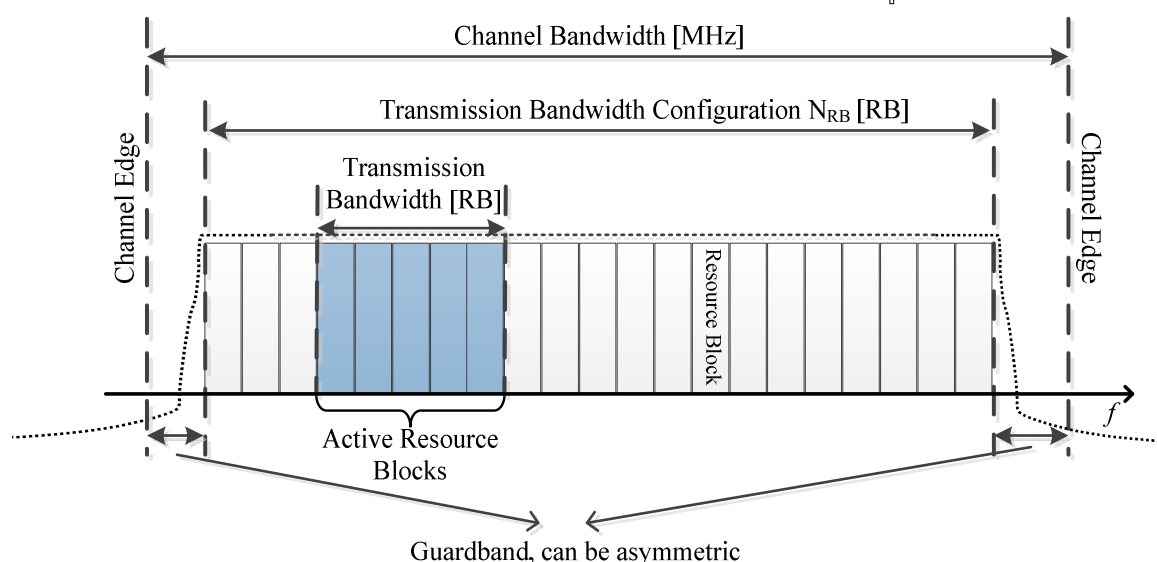 Channel Bandwidth [MHz]
Transmission Bandwidth Configuration NRB [RB]
Transmission
Bandwidth [RB]
Channel Edge
Channel Edge
Resource Block
f
Active Resource
Blocks
Guardband, can be asymmetric